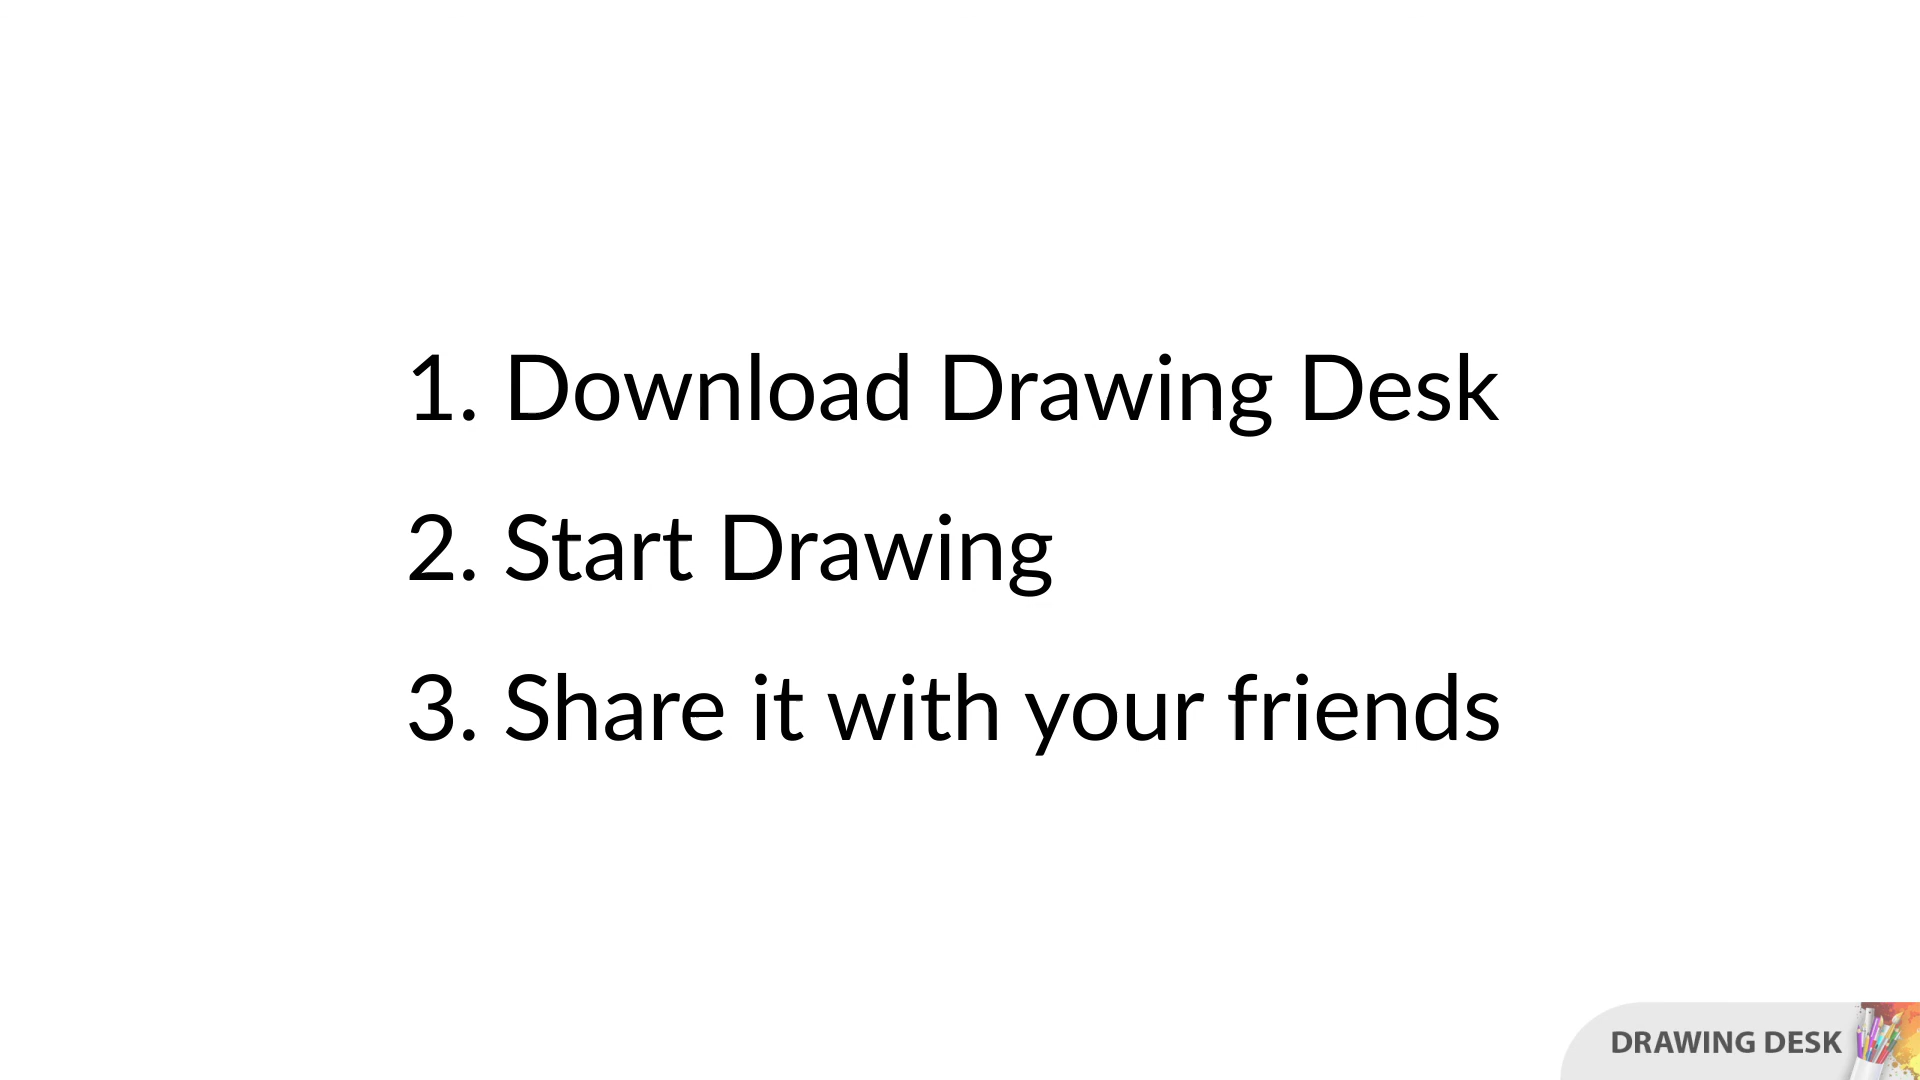 1. Download Drawing Desk
2. Start Drawing
3. Share it with your friends
DRAWING DESK